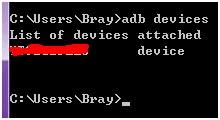 C:\Users\Bray>adb devices
List of devices attached
device
C:\Users\Bray>_